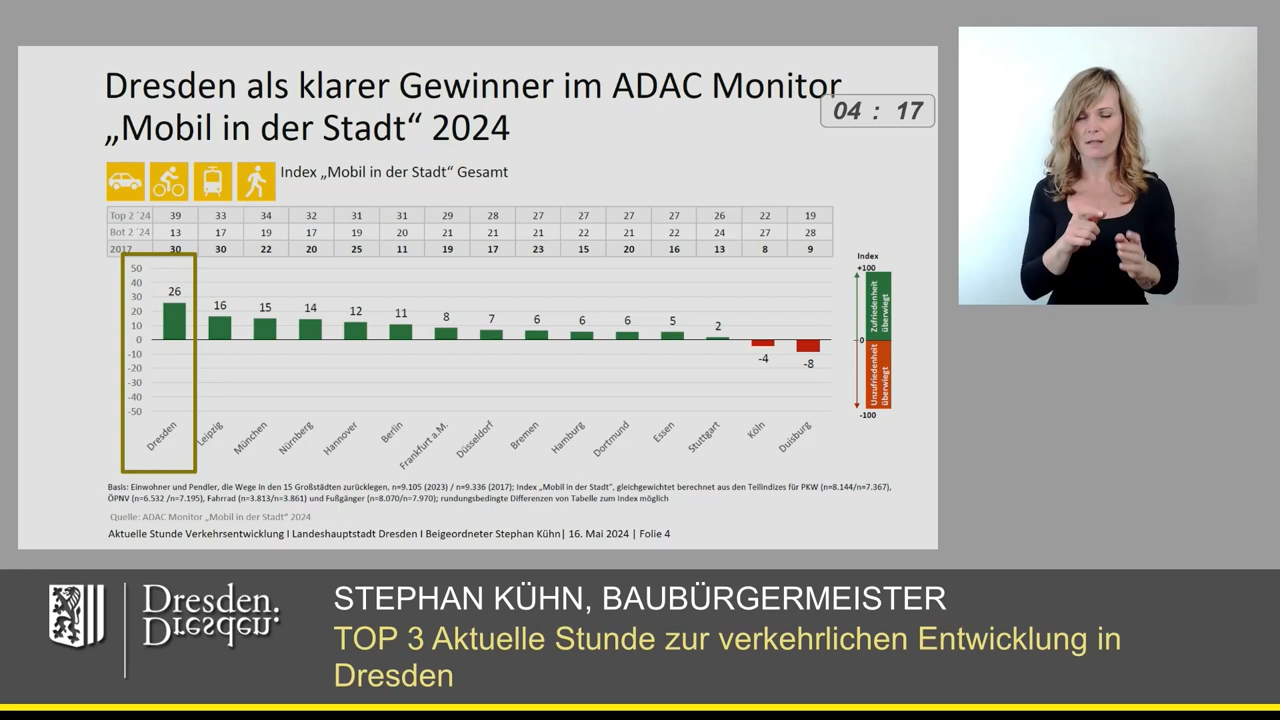 Dresden als klarer Gewinner im ADAC Monitor
„Mobil in der Stadt“ 2024
04 : 17
Index „Mobil in der Stadt“ Gesamt
Top 2 ´24 39 33 34 32 31 31 29 28 27 27 27 27 26 22 19
Bot 2 ´24 13 17 19 17 19 20 21 21 21 22 21 22 24 27 28
2017 30 30 22 20 25 11 19 17 23 15 20 16 13 8 9
50
40
30
20
10
0
-10
-20
-30
-40
-50
26 16 15 14 12 11 8 7 6 6 6 5 2 -4 -8
Dresden Leipzig München Nürnberg Hannover Berlin Frankfurt a.M. Düsseldorf Bremen Hamburg Dortmund Essen Stuttgart Köln Duisburg
Index
+100
Zufriedenheit
überwiegt
0
Unzufriedenheit
überwiegt
-100
Basis: Einwohner und Pendler, die Wege in den 15 Großstädten zurücklegen, n=9.105 (2023) / n=9.336 (2017); Index „Mobil in der Stadt“, gleichgewichtet berechnet aus den Teilindizes für PKW (n=8.144/n=7.367),
ÖPNV (n=6.532 /n=7.195), Fahrrad (n=3.813/n=3.861) und Fußgänger (n=8.070/n=7.970); rundungsbedingte Differenzen von Tabelle zum Index möglich
Quelle: ADAC Monitor „Mobil in der Stadt“ 2024
Aktuelle Stunde Verkehrsentwicklung I Landeshauptstadt Dresden I Beigeordneter Stephan Kühn| 16. Mai 2024 | Folie 4
Dresden.
Dresden.
STEPHAN KÜHN, BAUBÜRGERMEISTER
TOP 3 Aktuelle Stunde zur verkehrlichen Entwicklung in
Dresden